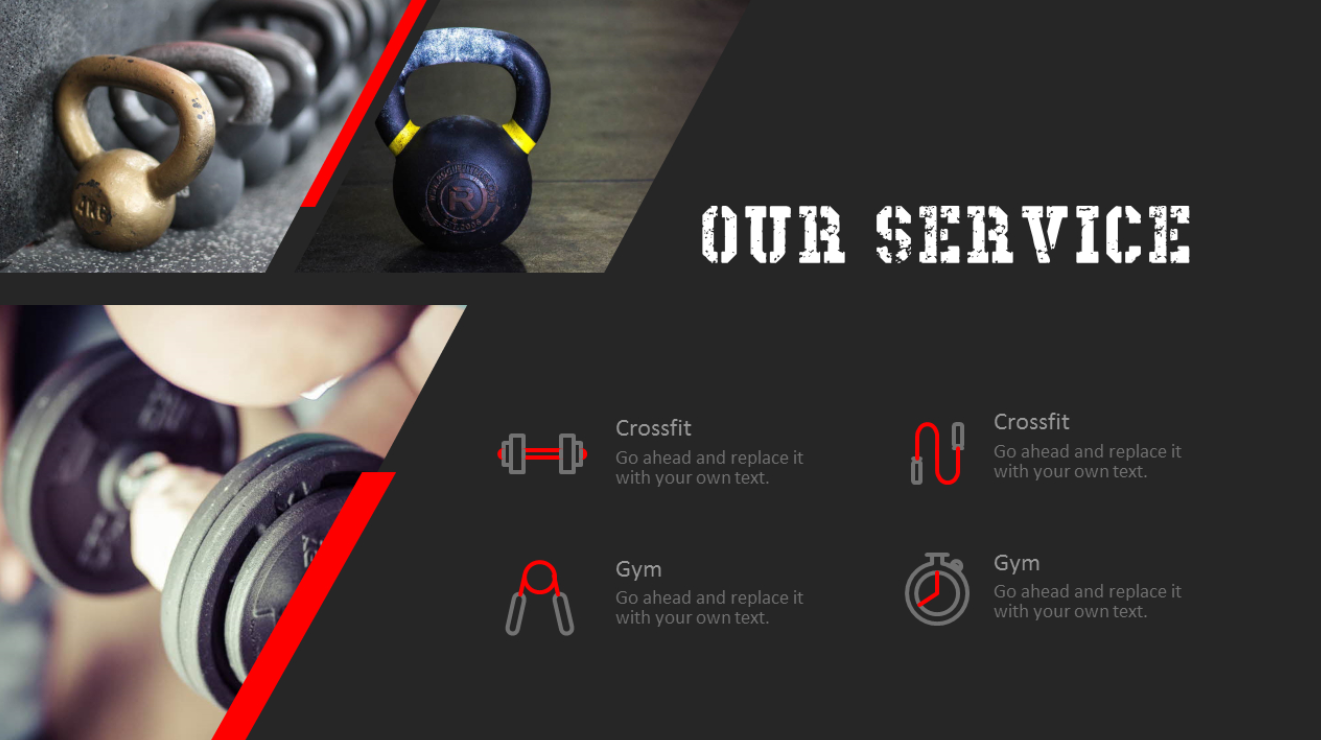 4KG
R
OUR SERVICE
Crossfit
Go ahead and replace it
with your own text.
Crossfit
Go ahead and replace it
with your own text.
Gym
Go ahead and replace it
with your own text.
Gym
Go ahead and replace it
with your own text.